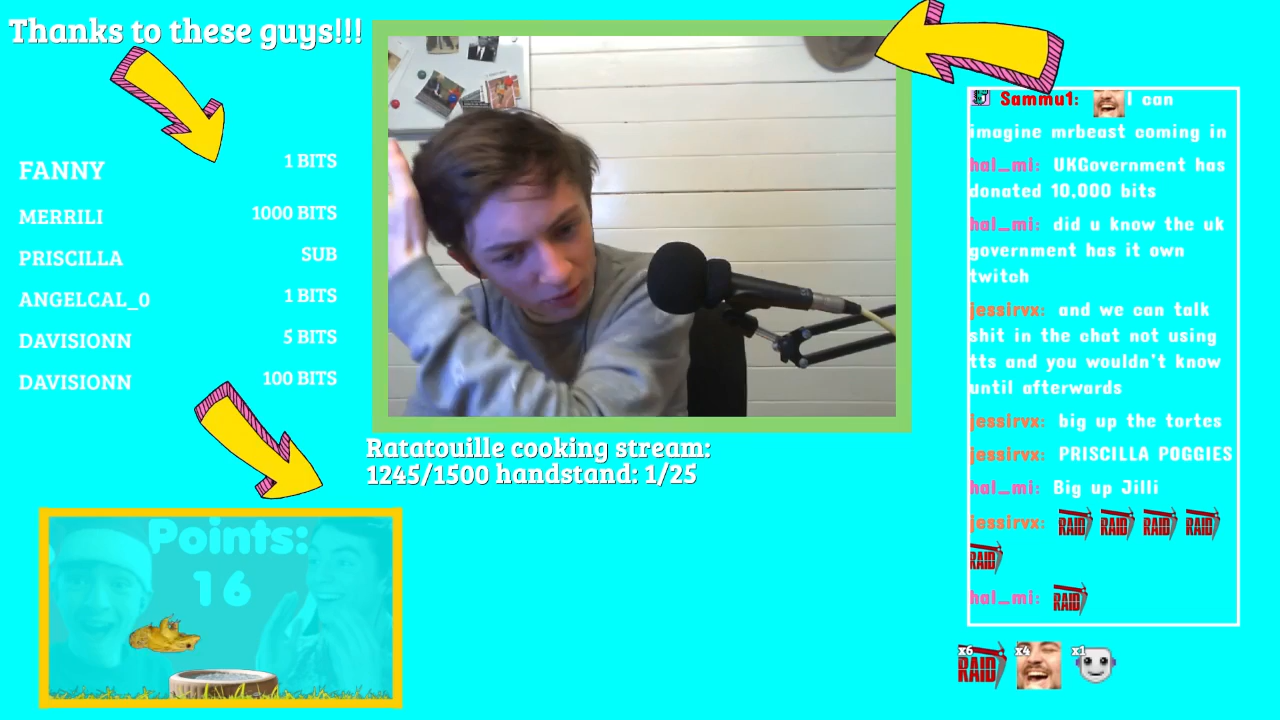 Thanks to these guys!!!
FANNY 1 BITS
MERRILI 1000 BITS
PRISCILLA SUB
ANGELCAL_0 1 BITS
DAVISIONN 5 BITS
DAVISIONN 100 BITS
Ratatouille cooking stream:
1245/1500 handstand: 1/25
Points:
16
Sammu1: I can
imagine mrbeast coming in
hal_mi: UKGovernment has
donated 10,000 bits
hal_mi: did u know the uk
government has it own
twitch
jessirvx: and we can talk
shit in the chat not using
tts and you wouldn't know
until afterwards
jessirvx: big up the tortes
jessirvx: PRISCILLA POGGIES
hal_mi: Big up Jilli
jessirvx: RAID RAID RAID RAID
RAID
hal_mi: RAID
x6 RAID x4 x1